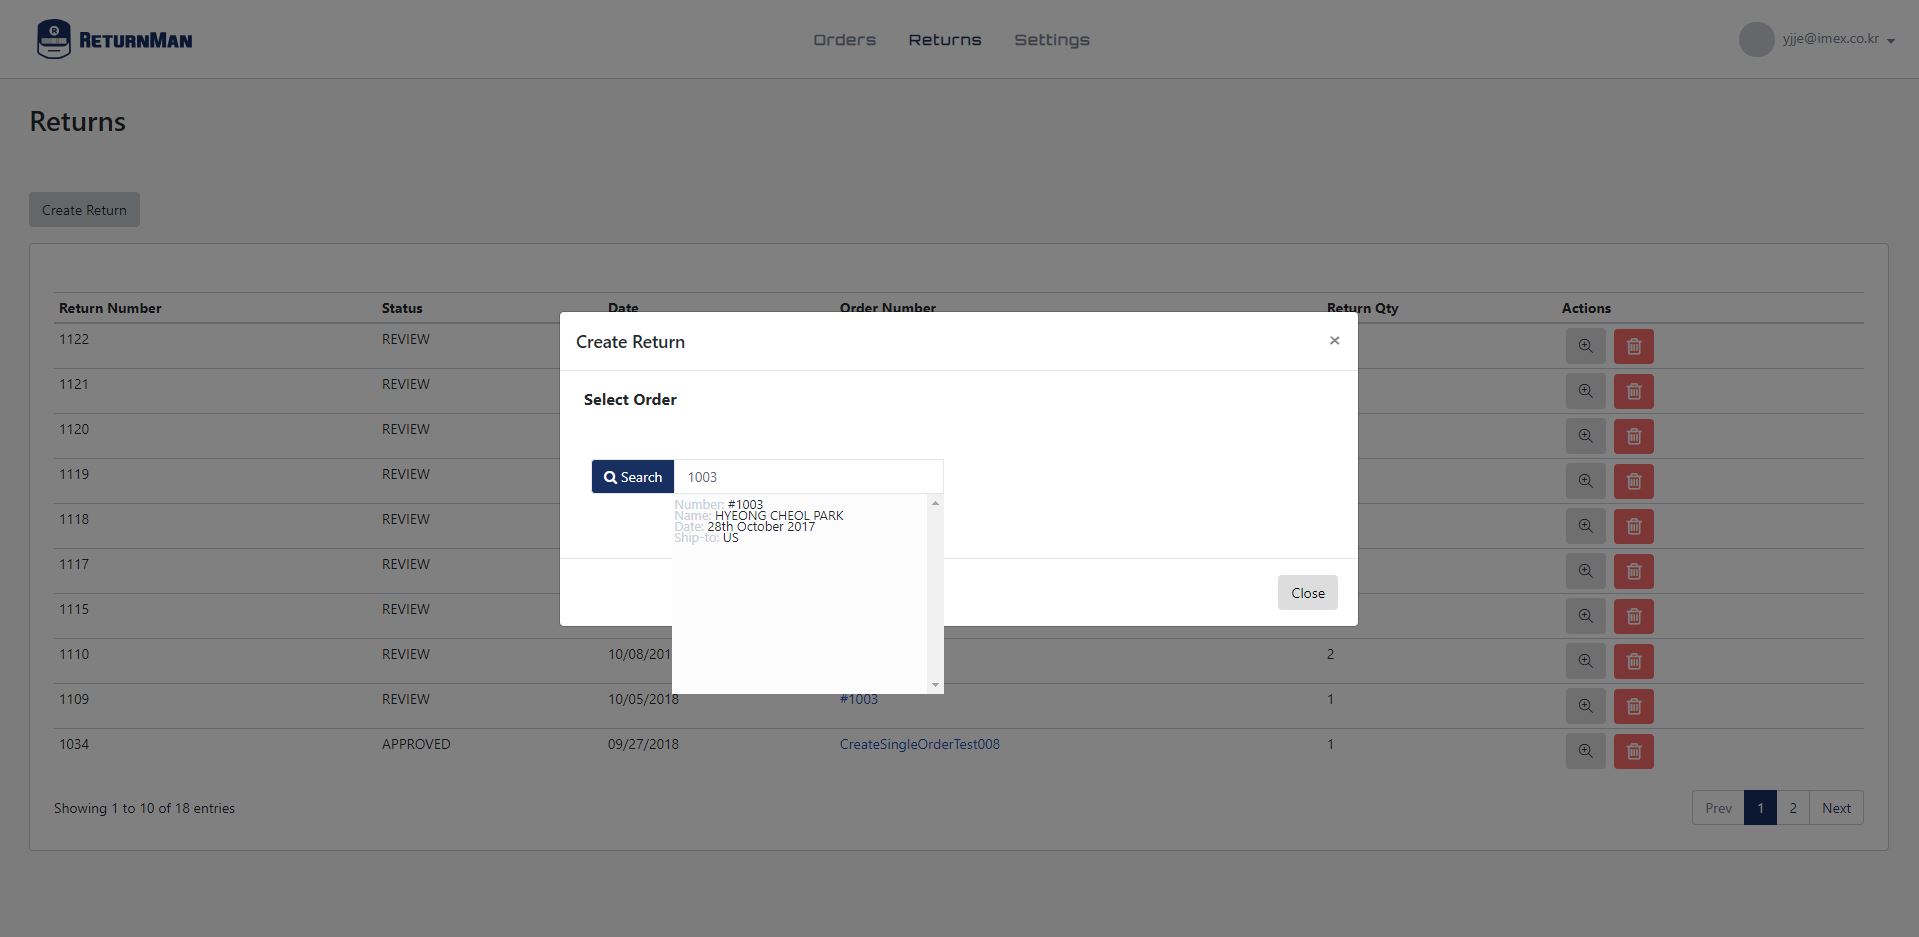 RETURNMAN
Orders Returns Settings
yjje@imex.co.kr
Returns
Create Return
Return Number Status Date Order Number Return Qty Actions
1122 REVIEW
1121 REVIEW
1120 REVIEW
1119 REVIEW
1118 REVIEW
1117 REVIEW
1115 REVIEW
1110 REVIEW 10/08/201 2
1109 REVIEW 10/05/2018 #1003 1
1034 APPROVED 09/27/2018 CreateSingleOrderTest008 1
Showing 1 to 10 of 18 entries
Prev 1 2 Next
Create Return ×
Select Order
Search 1003
Number: #1003
Name: HYEONG CHEOL PARK
Date: 28th October 2017
Ship-to: US
Close